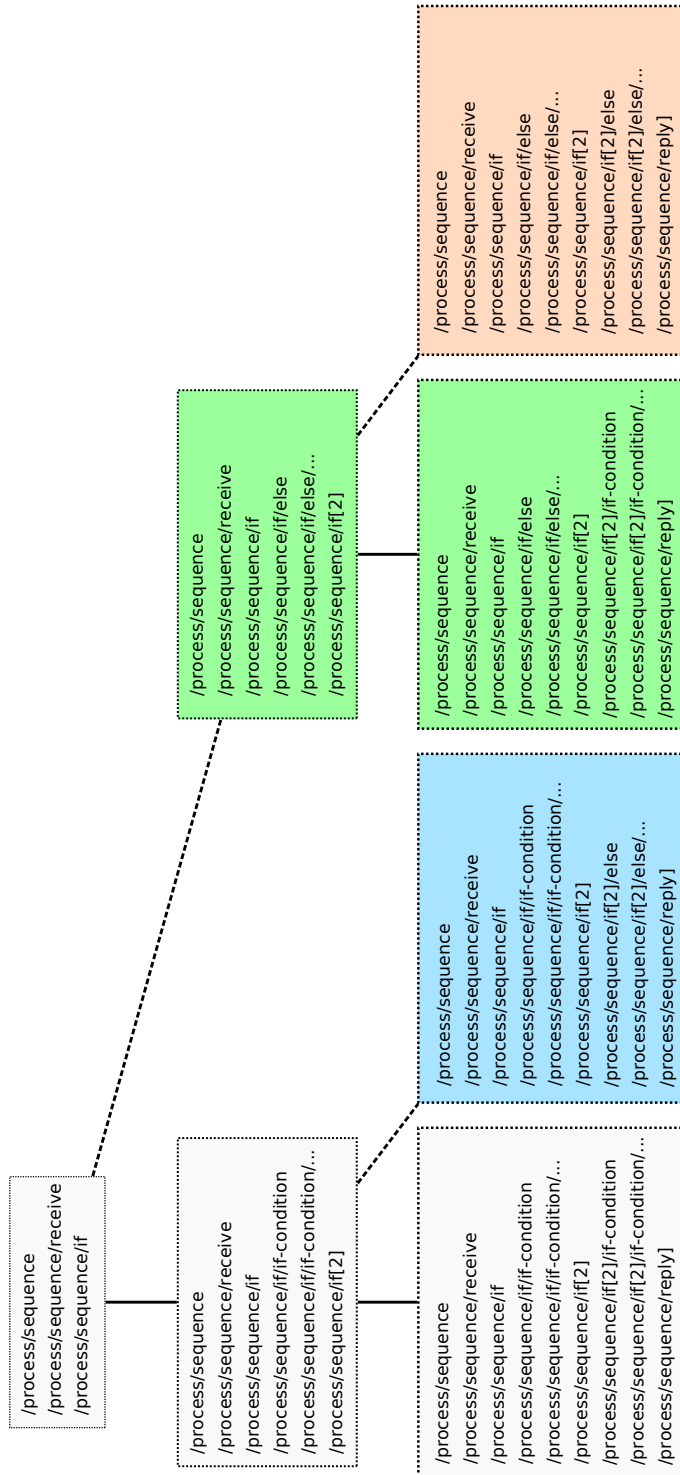 /process/sequence
/process/sequence/receive
/process/sequence/if
/process/sequence
/process/sequence/receive
/process/sequence/if
/process/sequence/if/if-condition
/process/sequence/if/if-condition/...
/process/sequence/if[2]
/process/sequence
/process/sequence/receive
/process/sequence/if
/process/sequence/if/else
/process/sequence/if/else/...
/process/sequence/if[2]
/process/sequence
/process/sequence/receive
/process/sequence/if
/process/sequence/if/if-condition
/process/sequence/if/if-condition/...
/process/sequence/if[2]
/process/sequence/if[2]/if-condition
/process/sequence/if[2]/if-condition/...
/process/sequence/reply]
/process/sequence
/process/sequence/receive
/process/sequence/if
/process/sequence/if/if-condition
/process/sequence/if/if-condition/...
/process/sequence/if[2]
/process/sequence/if[2]/else
/process/sequence/if[2]/else/...
/process/sequence/reply]
/process/sequence
/process/sequence/receive
/process/sequence/if
/process/sequence/if/else
/process/sequence/if/else/...
/process/sequence/if[2]
/process/sequence/if[2]/if-condition
/process/sequence/if[2]/if-condition/...
/process/sequence/reply]
/process/sequence
/process/sequence/receive
/process/sequence/if
/process/sequence/if/else
/process/sequence/if/else/...
/process/sequence/if[2]
/process/sequence/if[2]/else
/process/sequence/if[2]/else/...
/process/sequence/reply]